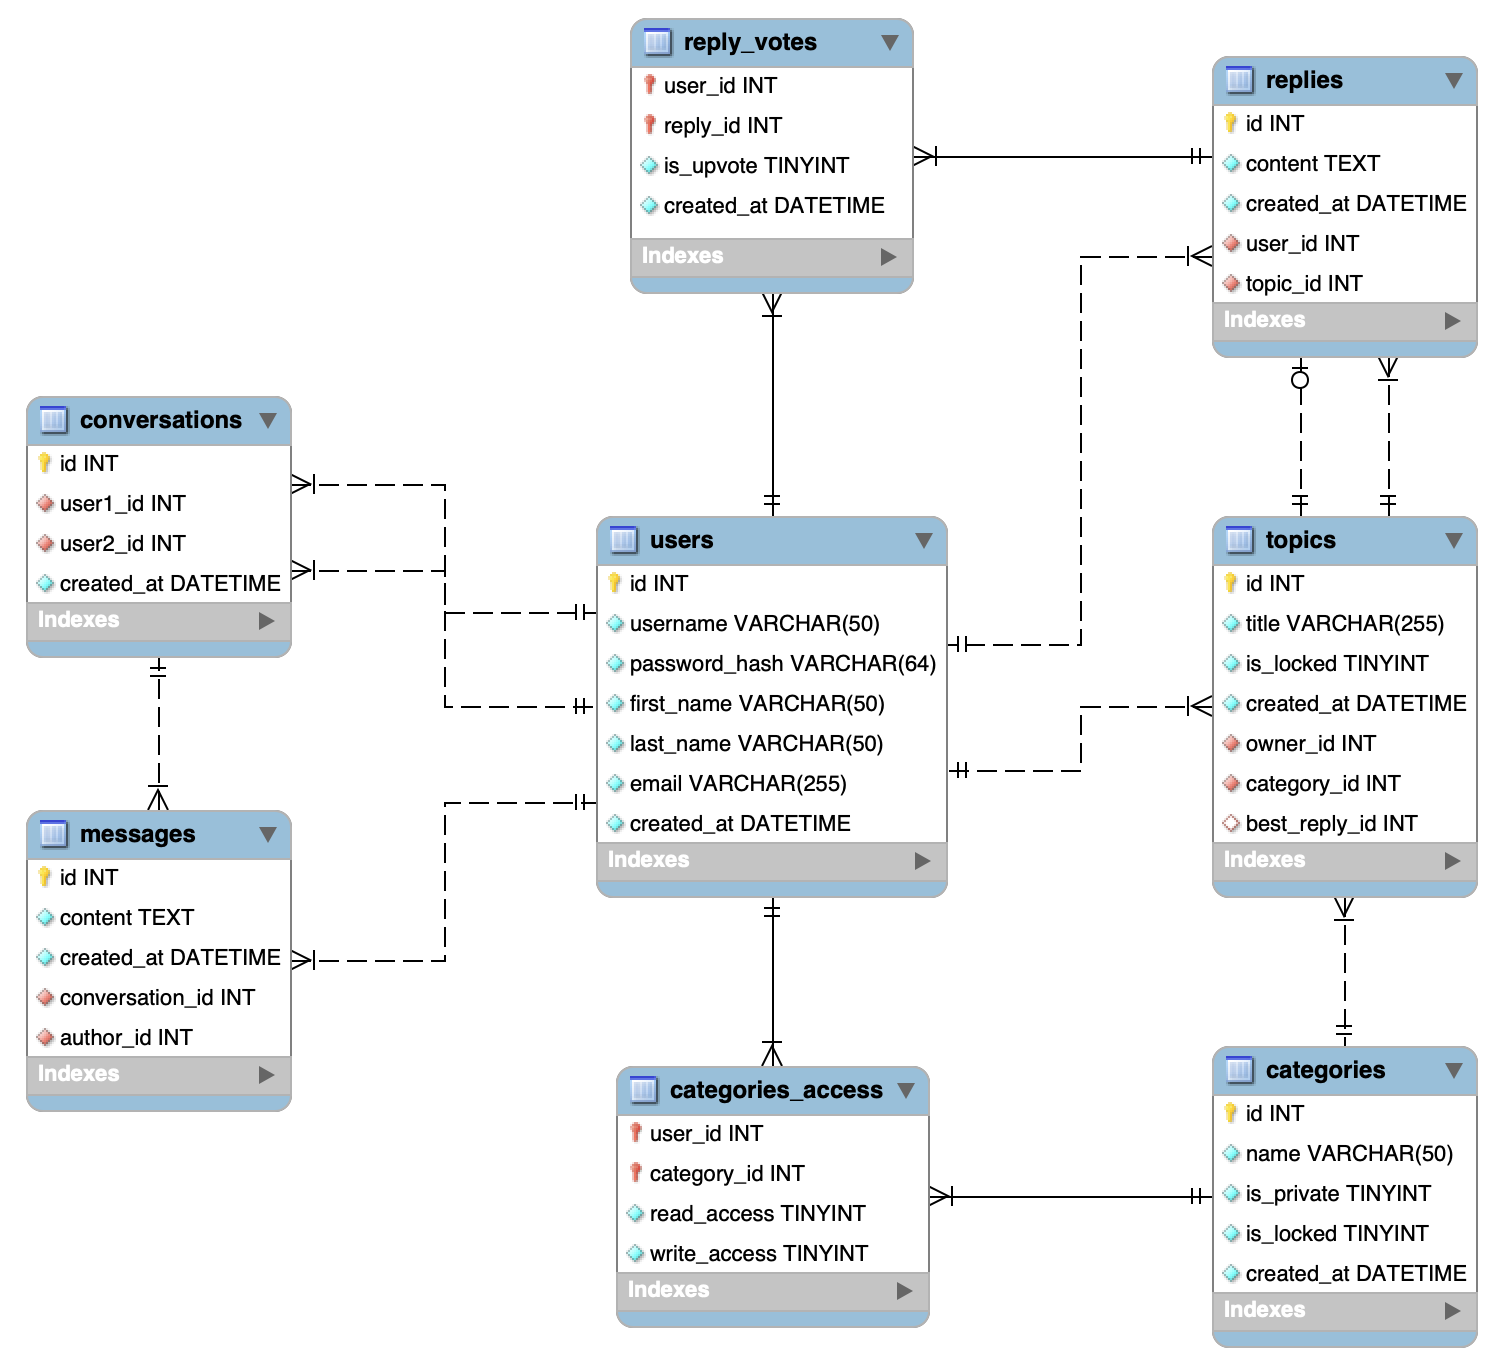 reply_votes
user_id INT
reply_id INT
is_upvote TINYINT
created_at DATETIME
Indexes
replies
id INT
content TEXT
created_at DATETIME
user_id INT
topic_id INT
Indexes
conversations
id INT
user1_id INT
user2_id INT
created_at DATETIME
Indexes
users
id INT
username VARCHAR(50)
password_hash VARCHAR(64)
first_name VARCHAR(50)
last_name VARCHAR(50)
email VARCHAR(255)
created_at DATETIME
Indexes
topics
id INT
title VARCHAR(255)
is_locked TINYINT
created_at DATETIME
owner_id INT
category_id INT
best_reply_id INT
Indexes
messages
id INT
content TEXT
created_at DATETIME
conversation_id INT
author_id INT
Indexes
categories_access
user_id INT
category_id INT
read_access TINYINT
write_access TINYINT
Indexes
categories
id INT
name VARCHAR(50)
is_private TINYINT
is_locked TINYINT
created_at DATETIME
Indexes